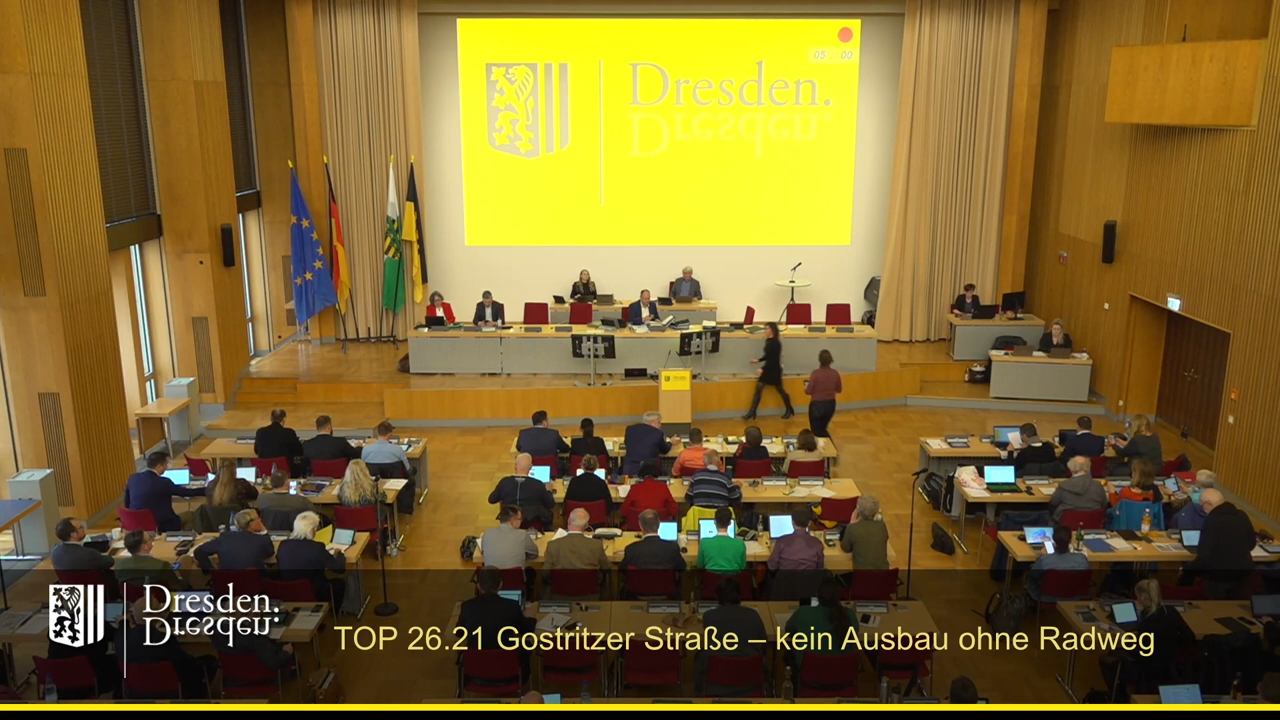 05 : 00
Dresden.
Dresden.
TOP 26.21 Gostritzer Straße – kein Ausbau ohne Radweg